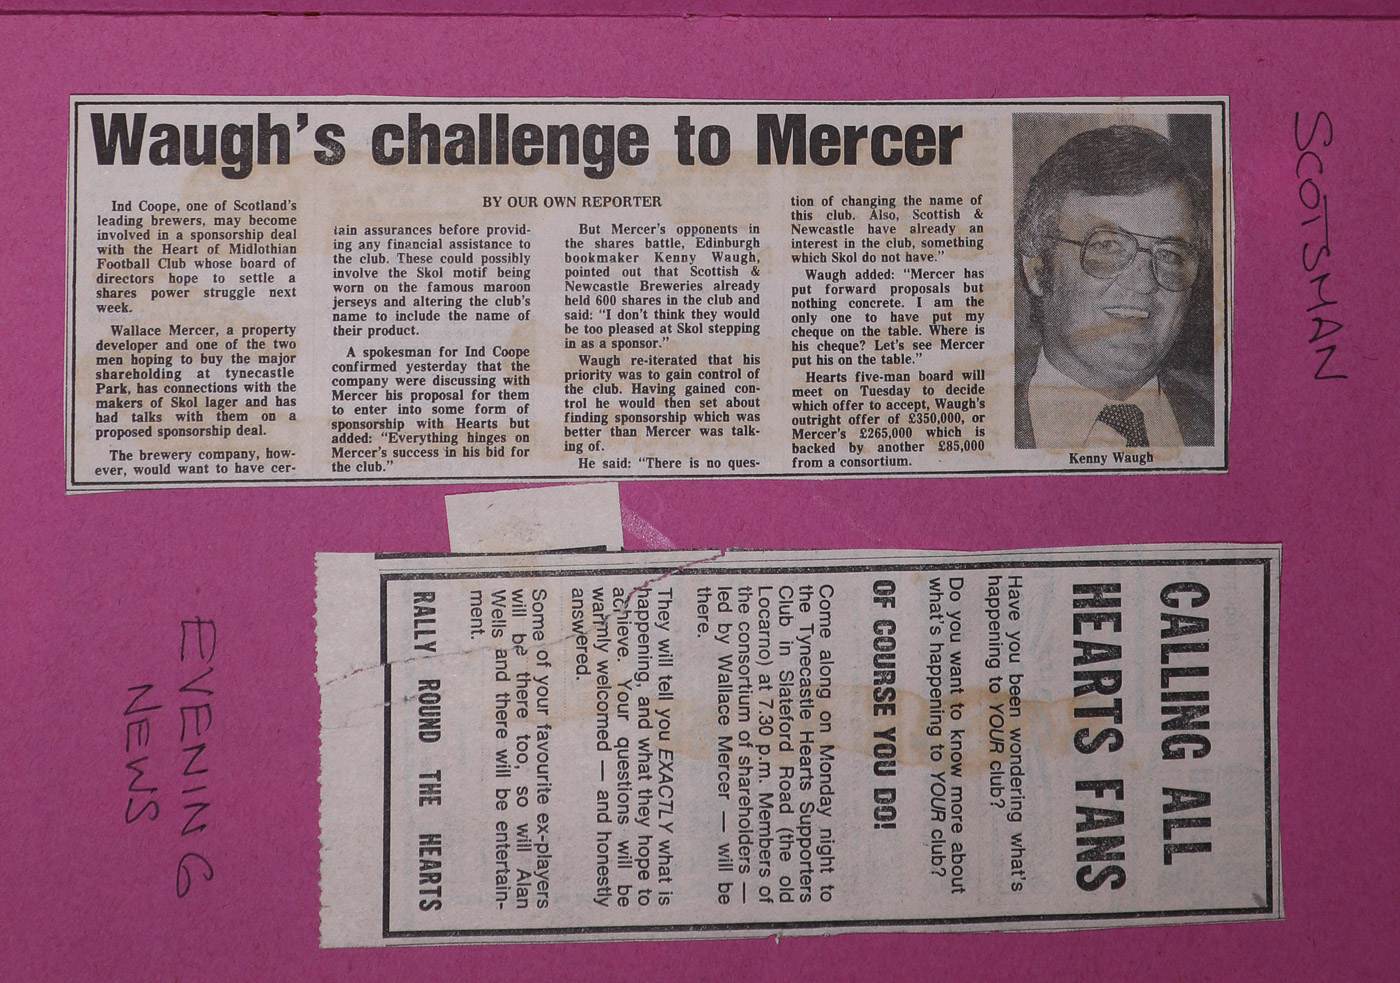 Waugh's challenge to Mercer
BY OUR OWN REPORTER
Ind Coope, one of Scotland's
leading brewers, may become
involved in a sponsorship deal
with the Heart of Midlothian
Football Club whose board of
directors hope to settle a
shares power struggle next
week.
Wallace Mercer, a property
developer and one of the two
men hoping to buy the major
shareholding at tynecastle
Park, has connections with the
makers of Skol lager and has
had talks with them on a
proposed sponsorship deal.
The brewery company, how-
ever, would want to have cer-
tain assurances before provid-
ing any financial assistance to
the club. These could possibly
involve the Skol motif being
worn on the famous maroon
jerseys and altering the club's
name to include the name of
their product.
A spokesman for Ind Coope
confirmed yesterday that the
company were discussing with
Mercer his proposal for them
to enter into some form of
sponsorship with Hearts but
added: "Everything hinges on
Mercer's success in his bid for
the club."
But Mercer's opponents in
the shares battle, Edinburgh
bookmaker Kenny Waugh,
pointed out that Scottish &
Newcastle Breweries already
held 600 shares in the club and
said: "I don't think they would
be too pleased at Skol stepping
in as a sponsor."
Waugh re-iterated that his
priority was to gain control of
the club. Having gained con-
trol he would then set about
finding sponsorship which was
better than Mercer was talk-
ing of.
He said: "There is no ques-
tion of changing the name of
this club. Also, Scottish &
Newcastle have already an
interest in the club, something
which Skol do not have."
Waugh added: "Mercer has
put forward proposals but
nothing concrete. I am the
only one to have put my
cheque on the table. Where is
his cheque? Let's see Mercer
put his on the table."
Hearts five-man board will
meet on Tuesday to decide
which offer to accept, Waugh's
outright offer of £350,000, or
Mercer's £265,000 which is
backed by another £85,000
from a consortium.
Kenny Waugh
SCOTSMAN
CALLING ALL
HEARTS FANS
Have you been wondering what's
happening to YOUR club?
Do you want to know more about
what's happening to YOUR club?
OF COURSE YOU DO!
Come along on Monday night to
the Tynecastle Hearts Supporters
Club in Slateford Road (the old
Locarno) at 7.30 p.m. Members of
the consortium of shareholders —
led by Wallace Mercer — will be
there.
They will tell you EXACTLY what is
happening, and what they hope to
achieve. Your questions will be
warmly welcomed — and honestly
answered.
Some of your favourite ex-players
will be there too, so will Alan
Wells and there will be entertain-
ment.
RALLY ROUND THE HEARTS
EVENING
NEWS